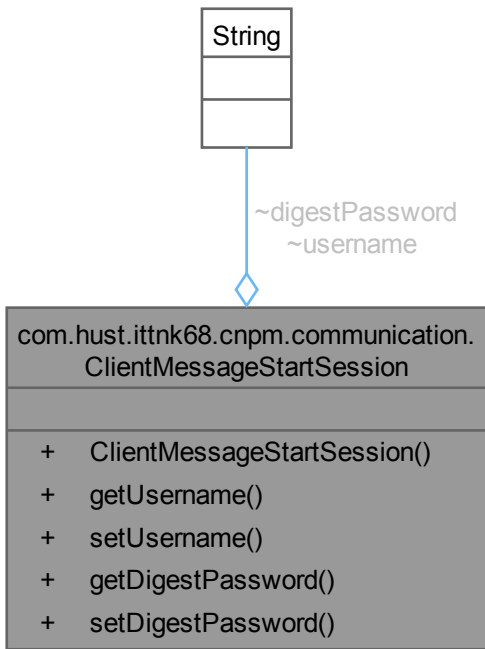 String
~digestPassword
~username
com.hust.ittnk68.cnpm.communication.
ClientMessageStartSession
+ ClientMessageStartSession()
+ getUsername()
+ setUsername()
+ getDigestPassword()
+ setDigestPassword()